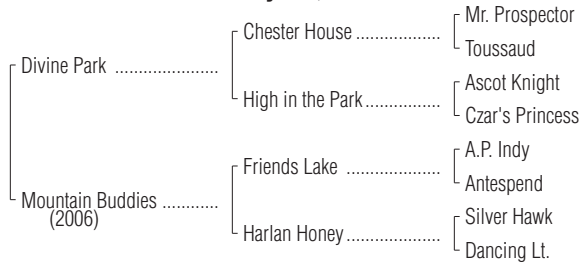 Mr. Prospector
Chester House ..................
Toussaud
Divine Park ......................
Ascot Knight
High in the Park................
Czar's Princess
A.P. Indy
Friends Lake ....................
Antespend
Mountain Buddies ............
(2006)
Silver Hawk
Harlan Honey....................
Dancing Lt.